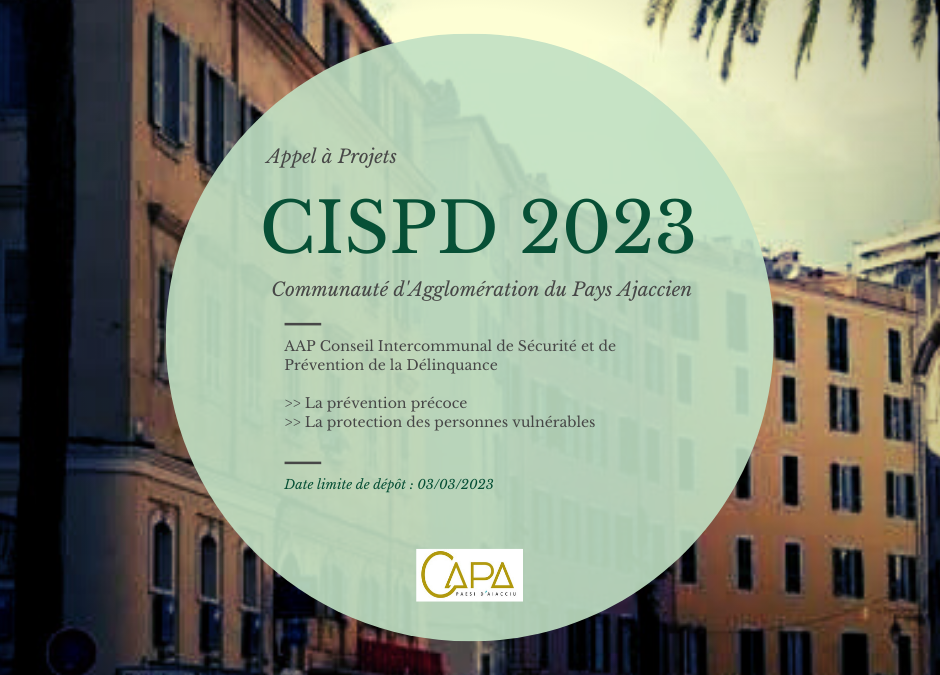 Appel à Projets
CISPD 2023
Communauté d'Agglomération du Pays Ajaccien
AAP Conseil Intercommunal de Sécurité et de
Prévention de la Délinquance
>> La prévention précoce
>> La protection des personnes vulnérables
Date limite de dépôt : 03/03/2023
CAPA
PAESI D'AIACCIU